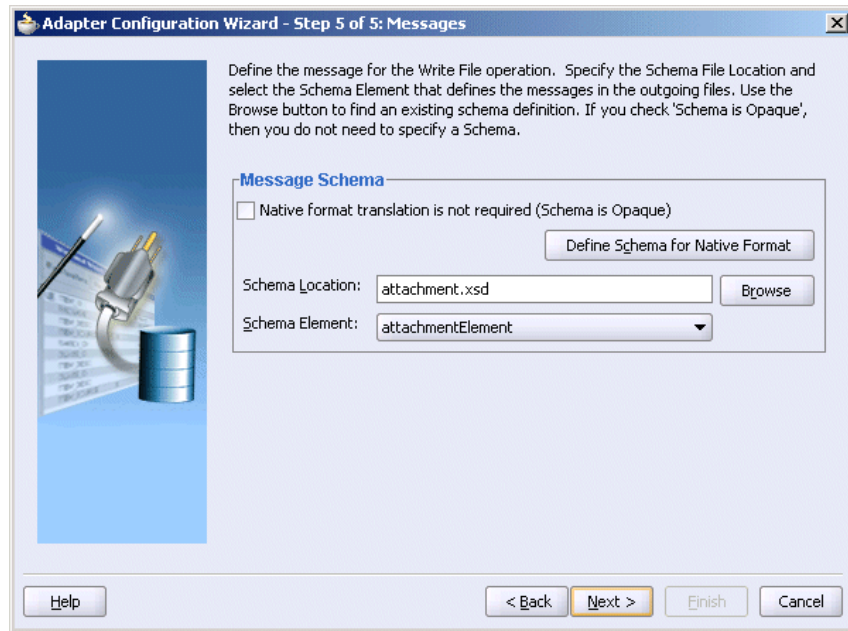 Adapter Configuration Wizard - Step 5 of 5: Messages
Define the message for the Write File operation.  Specify the Schema File Location and
select the Schema Element that defines the messages in the outgoing files. Use the
Browse button to find an existing schema definition. If you check 'Schema is Opaque',
then you do not need to specify a Schema.
Message Schema
Native format translation is not required (Schema is Opaque)
Define Schema for Native Format
Schema Location: attachment.xsd Browse
Schema Element: attachmentElement
Help < Back Next > Finish Cancel